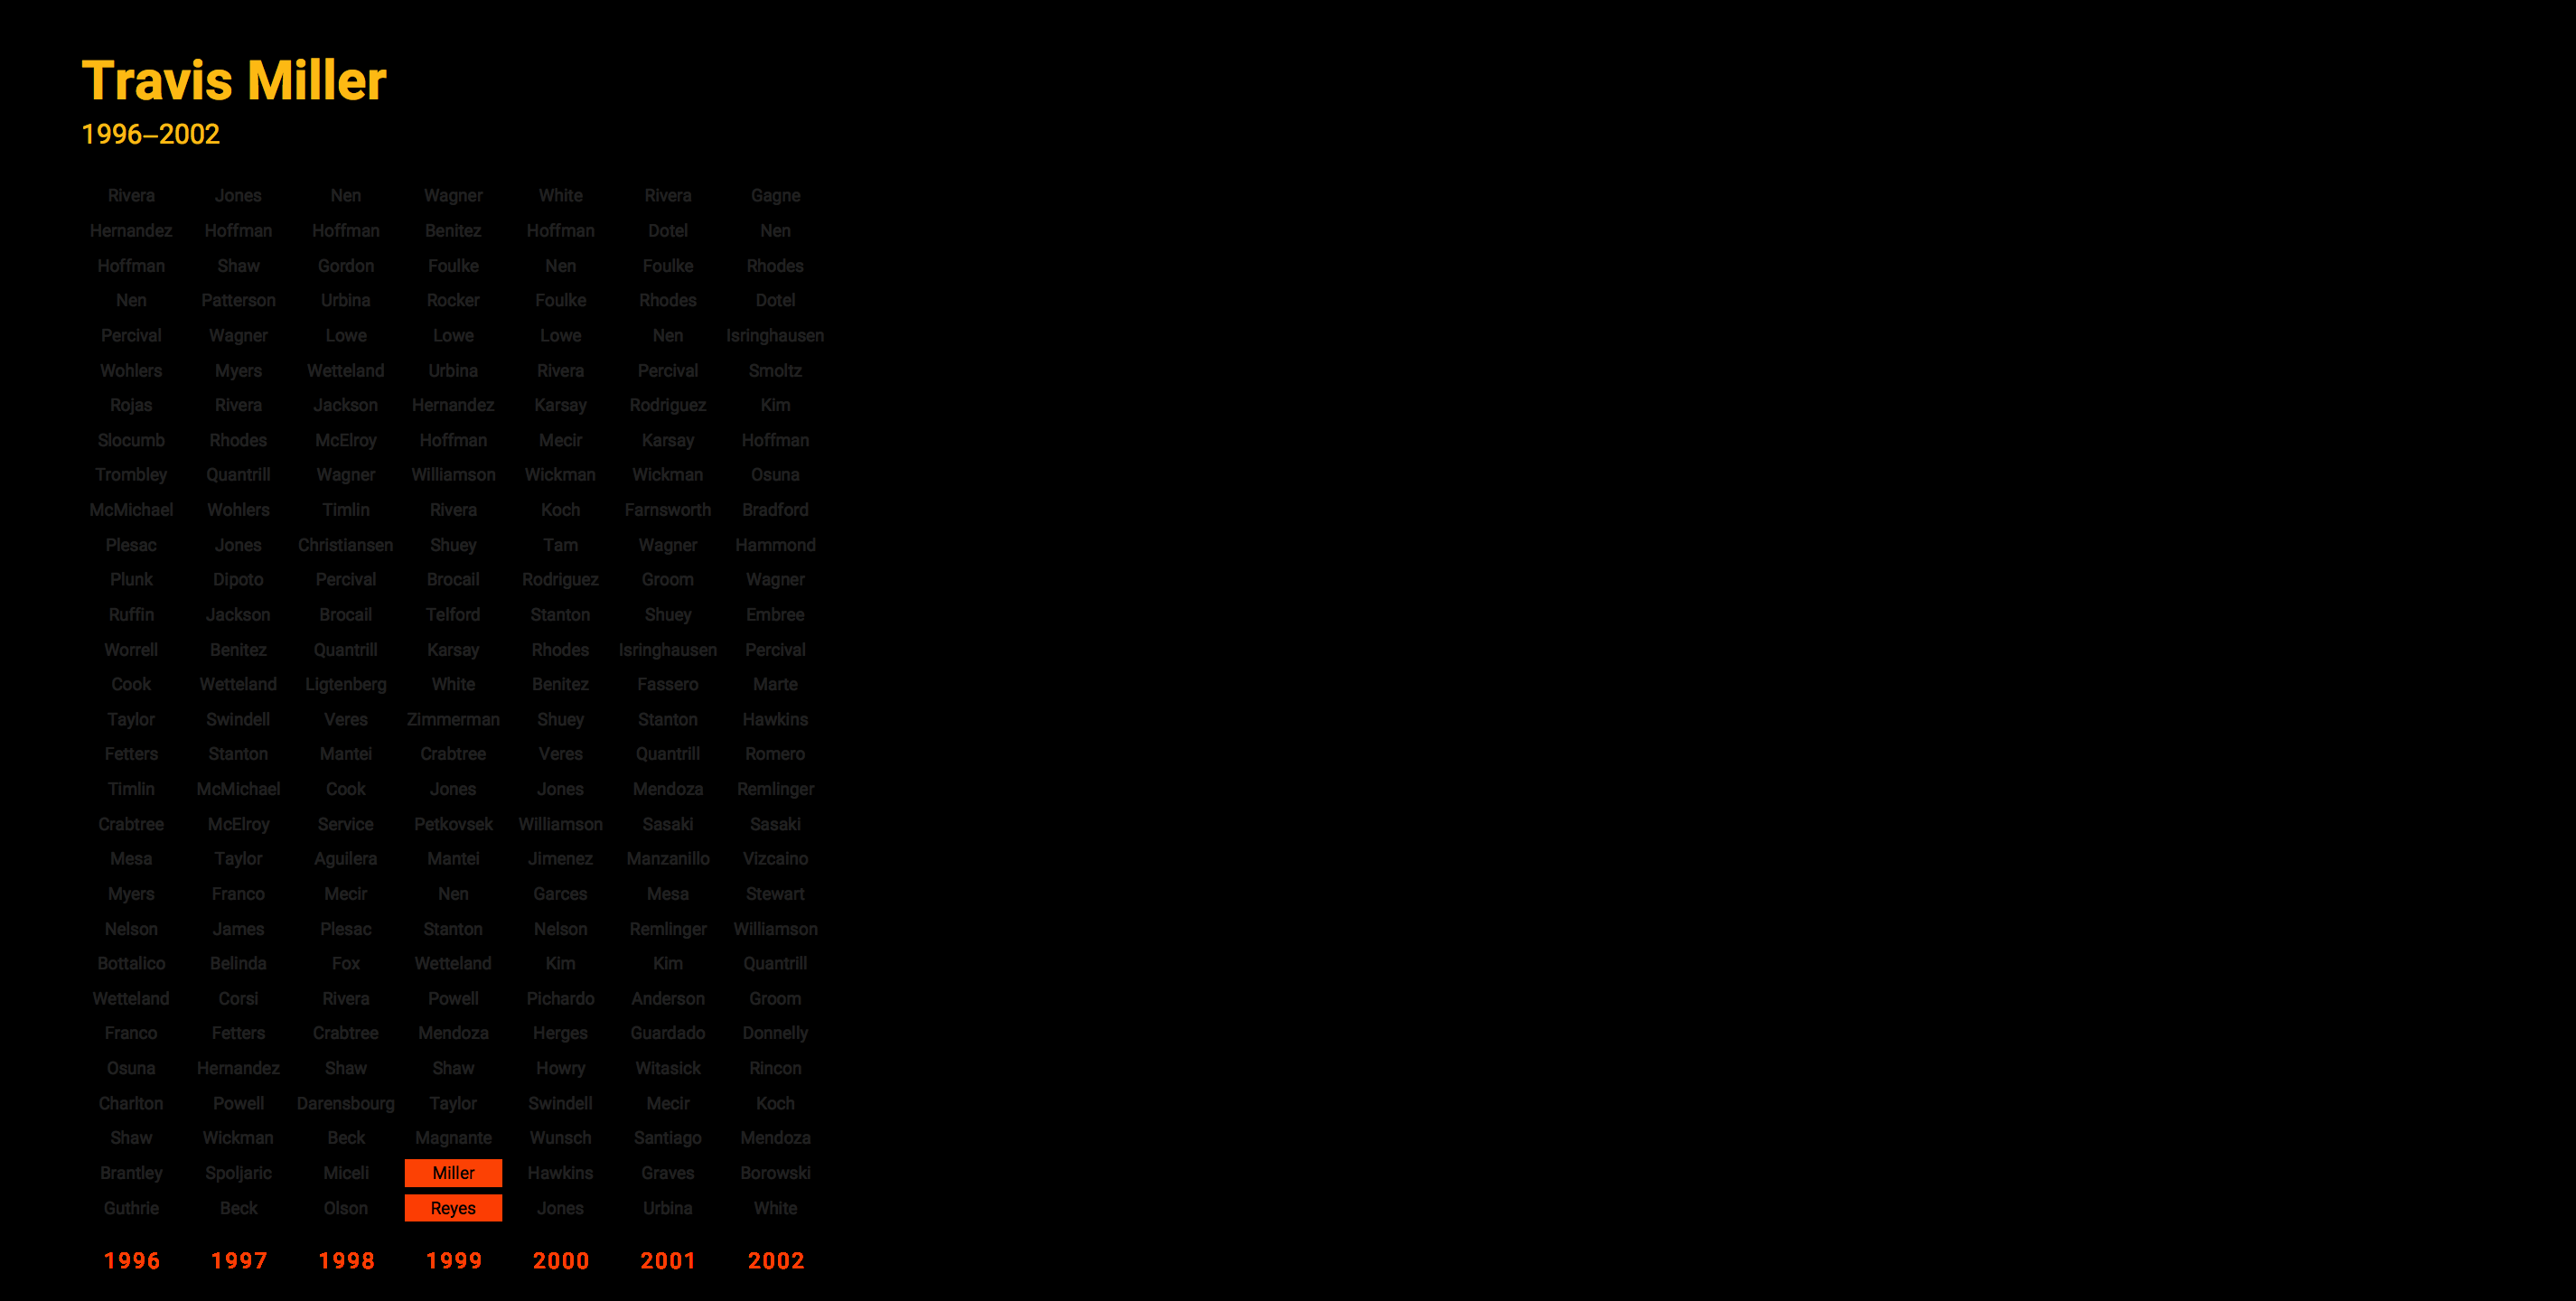 Travis Miller
1996–2002
Rivera Jones Nen Wagner White Rivera Gagne
Hernandez Hoffman Hoffman Benitez Hoffman Dotel Nen
Hoffman Shaw Gordon Foulke Nen Foulke Rhodes
Nen Patterson Urbina Rocker Foulke Rhodes Dotel
Percival Wagner Lowe Lowe Lowe Nen Isringhausen
Wohlers Myers Wetteland Urbina Rivera Percival Smoltz
Rojas Rivera Jackson Hernandez Karsay Rodriguez Kim
Slocumb Rhodes McElroy Hoffman Mecir Karsay Hoffman
Trombley Quantrill Wagner Williamson Wickman Wickman Osuna
McMichael Wohlers Timlin Rivera Koch Farnsworth Bradford
Plesac Jones Christiansen Shuey Tam Wagner Hammond
Plunk Dipoto Percival Brocail Rodriguez Groom Wagner
Ruffin Jackson Brocail Telford Stanton Shuey Embree
Worrell Benitez Quantrill Karsay Rhodes Isringhausen Percival
Cook Wetteland Ligtenberg White Benitez Fassero Marte
Taylor Swindell Veres Zimmerman Shuey Stanton Hawkins
Fetters Stanton Mantei Crabtree Veres Quantrill Romero
Timlin McMichael Cook Jones Jones Mendoza Remlinger
Crabtree McElroy Service Petkovsek Williamson Sasaki Sasaki
Mesa Taylor Aguilera Mantei Jimenez Manzanillo Vizcaino
Myers Franco Mecir Nen Garces Mesa Stewart
Nelson James Plesac Stanton Nelson Remlinger Williamson
Bottalico Belinda Fox Wetteland Kim Kim Quantrill
Wetteland Corsi Rivera Powell Pichardo Anderson Groom
Franco Fetters Crabtree Mendoza Herges Guardado Donnelly
Osuna Hernandez Shaw Shaw Howry Witasick Rincon
Charlton Powell Darensbourg Taylor Swindell Mecir Koch
Shaw Wickman Beck Magnante Wunsch Santiago Mendoza
Brantley Spoljaric Miceli Miller Hawkins Graves Borowski
Guthrie Beck Olson Reyes Jones Urbina White
1996 1997 1998 1999 2000 2001 2002